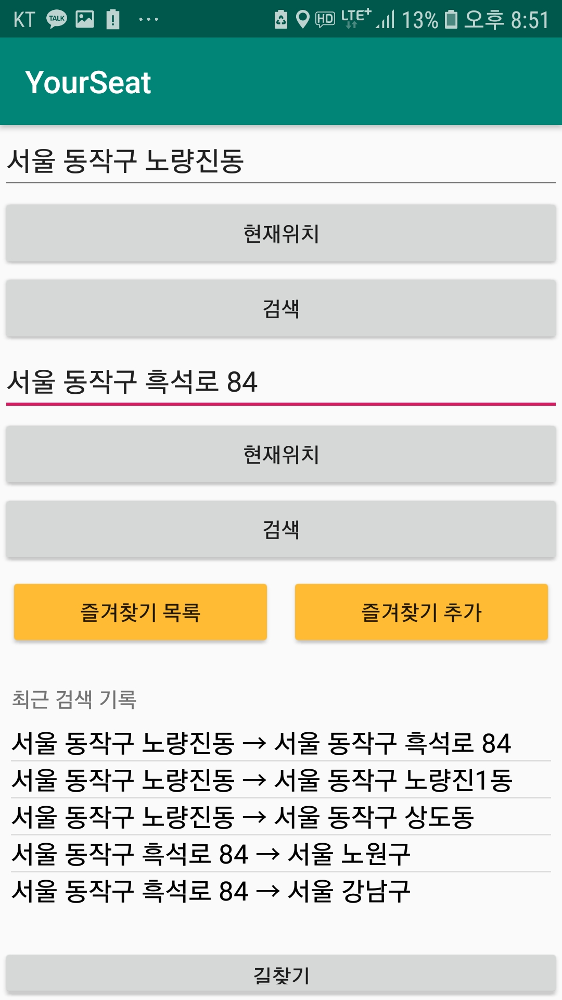 KT TALK HD LTE+ 13% 오후 8:51
YourSeat
서울 동작구 노량진동
현재위치
검색
서울 동작구 흑석로 84
현재위치
검색
즐겨찾기 목록 즐겨찾기 추가
최근 검색 기록
서울 동작구 노량진동 → 서울 동작구 흑석로 84
서울 동작구 노량진동 → 서울 동작구 노량진1동
서울 동작구 노량진동 → 서울 동작구 상도동
서울 동작구 흑석로 84 → 서울 노원구
서울 동작구 흑석로 84 → 서울 강남구
길찾기